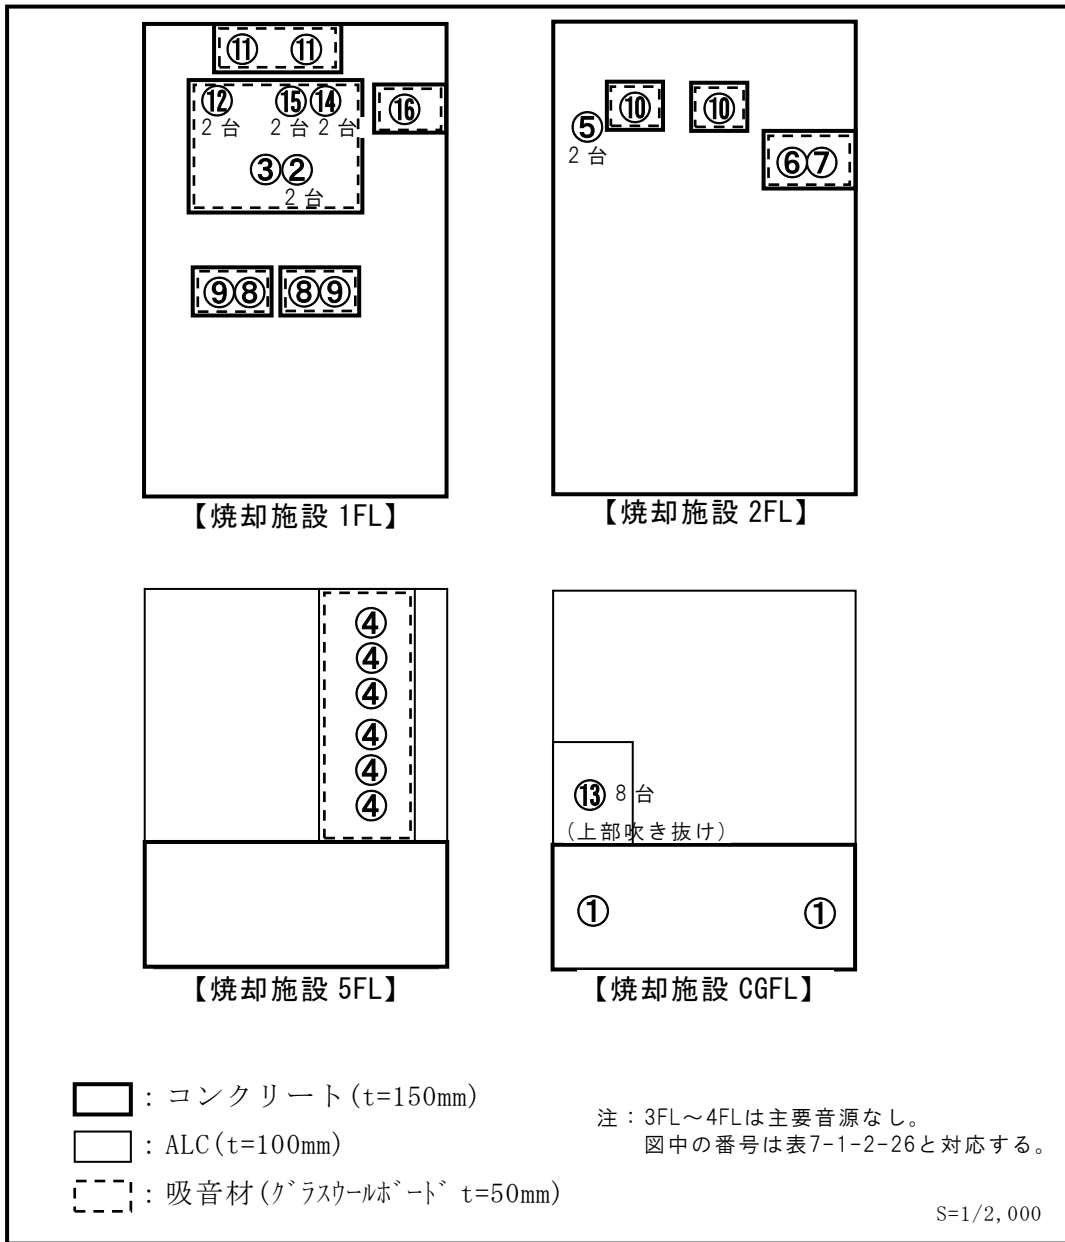 ⑪ ⑪
⑫ ⑮⑭ ⑯
2台 2台 2台
③②
2台
⑨⑧ ⑧⑨
【焼却施設 1FL】
⑩ ⑩
⑤
2台
⑥⑦
【焼却施設 2FL】
④
④
④
④
④
④
【焼却施設 5FL】
⑬ 8台
(上部吹き抜け)
① ①
【焼却施設 CGFL】
：コンクリート(t=150mm)
：ALC(t=100mm)
：吸音材(グラスウールボード t=50mm)
注：3FL～4FLは主要音源なし。
図中の番号は表7-1-2-26と対応する。
S=1/2,000